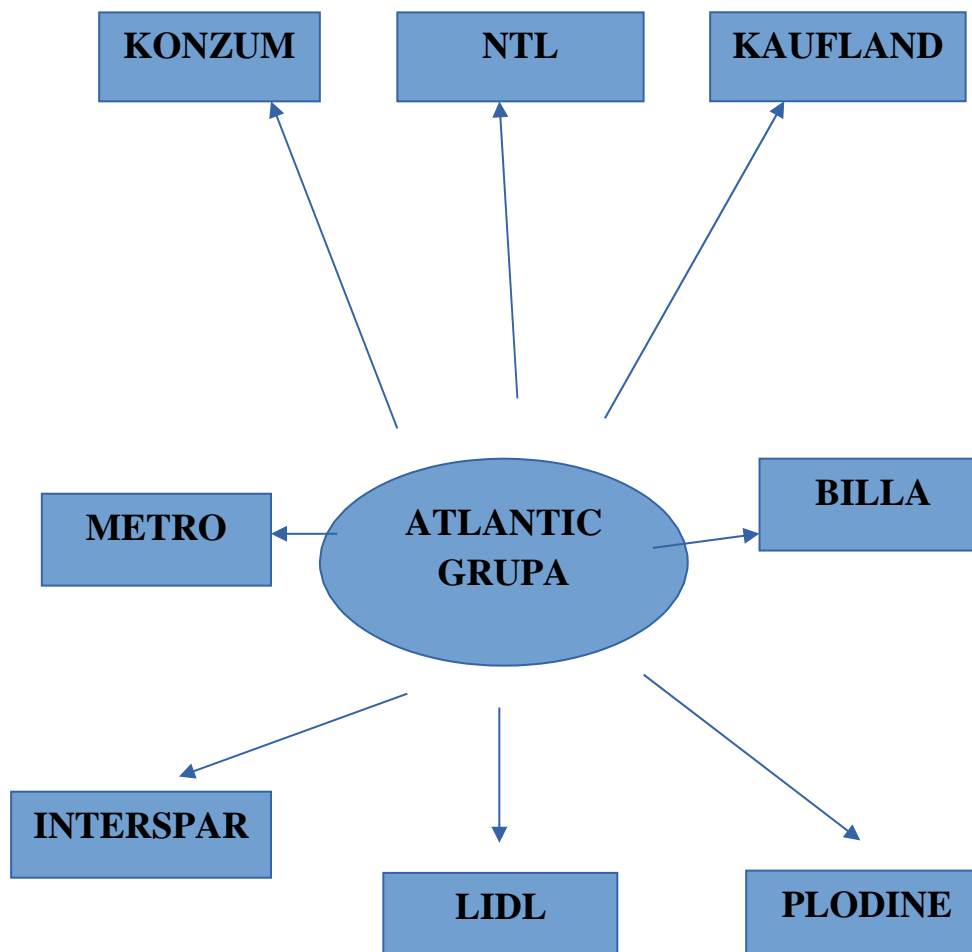 KONZUM
NTL
KAUFLAND
METRO
ATLANTIC
GRUPA
BILLA
INTERSPAR
LIDL
PLODINE